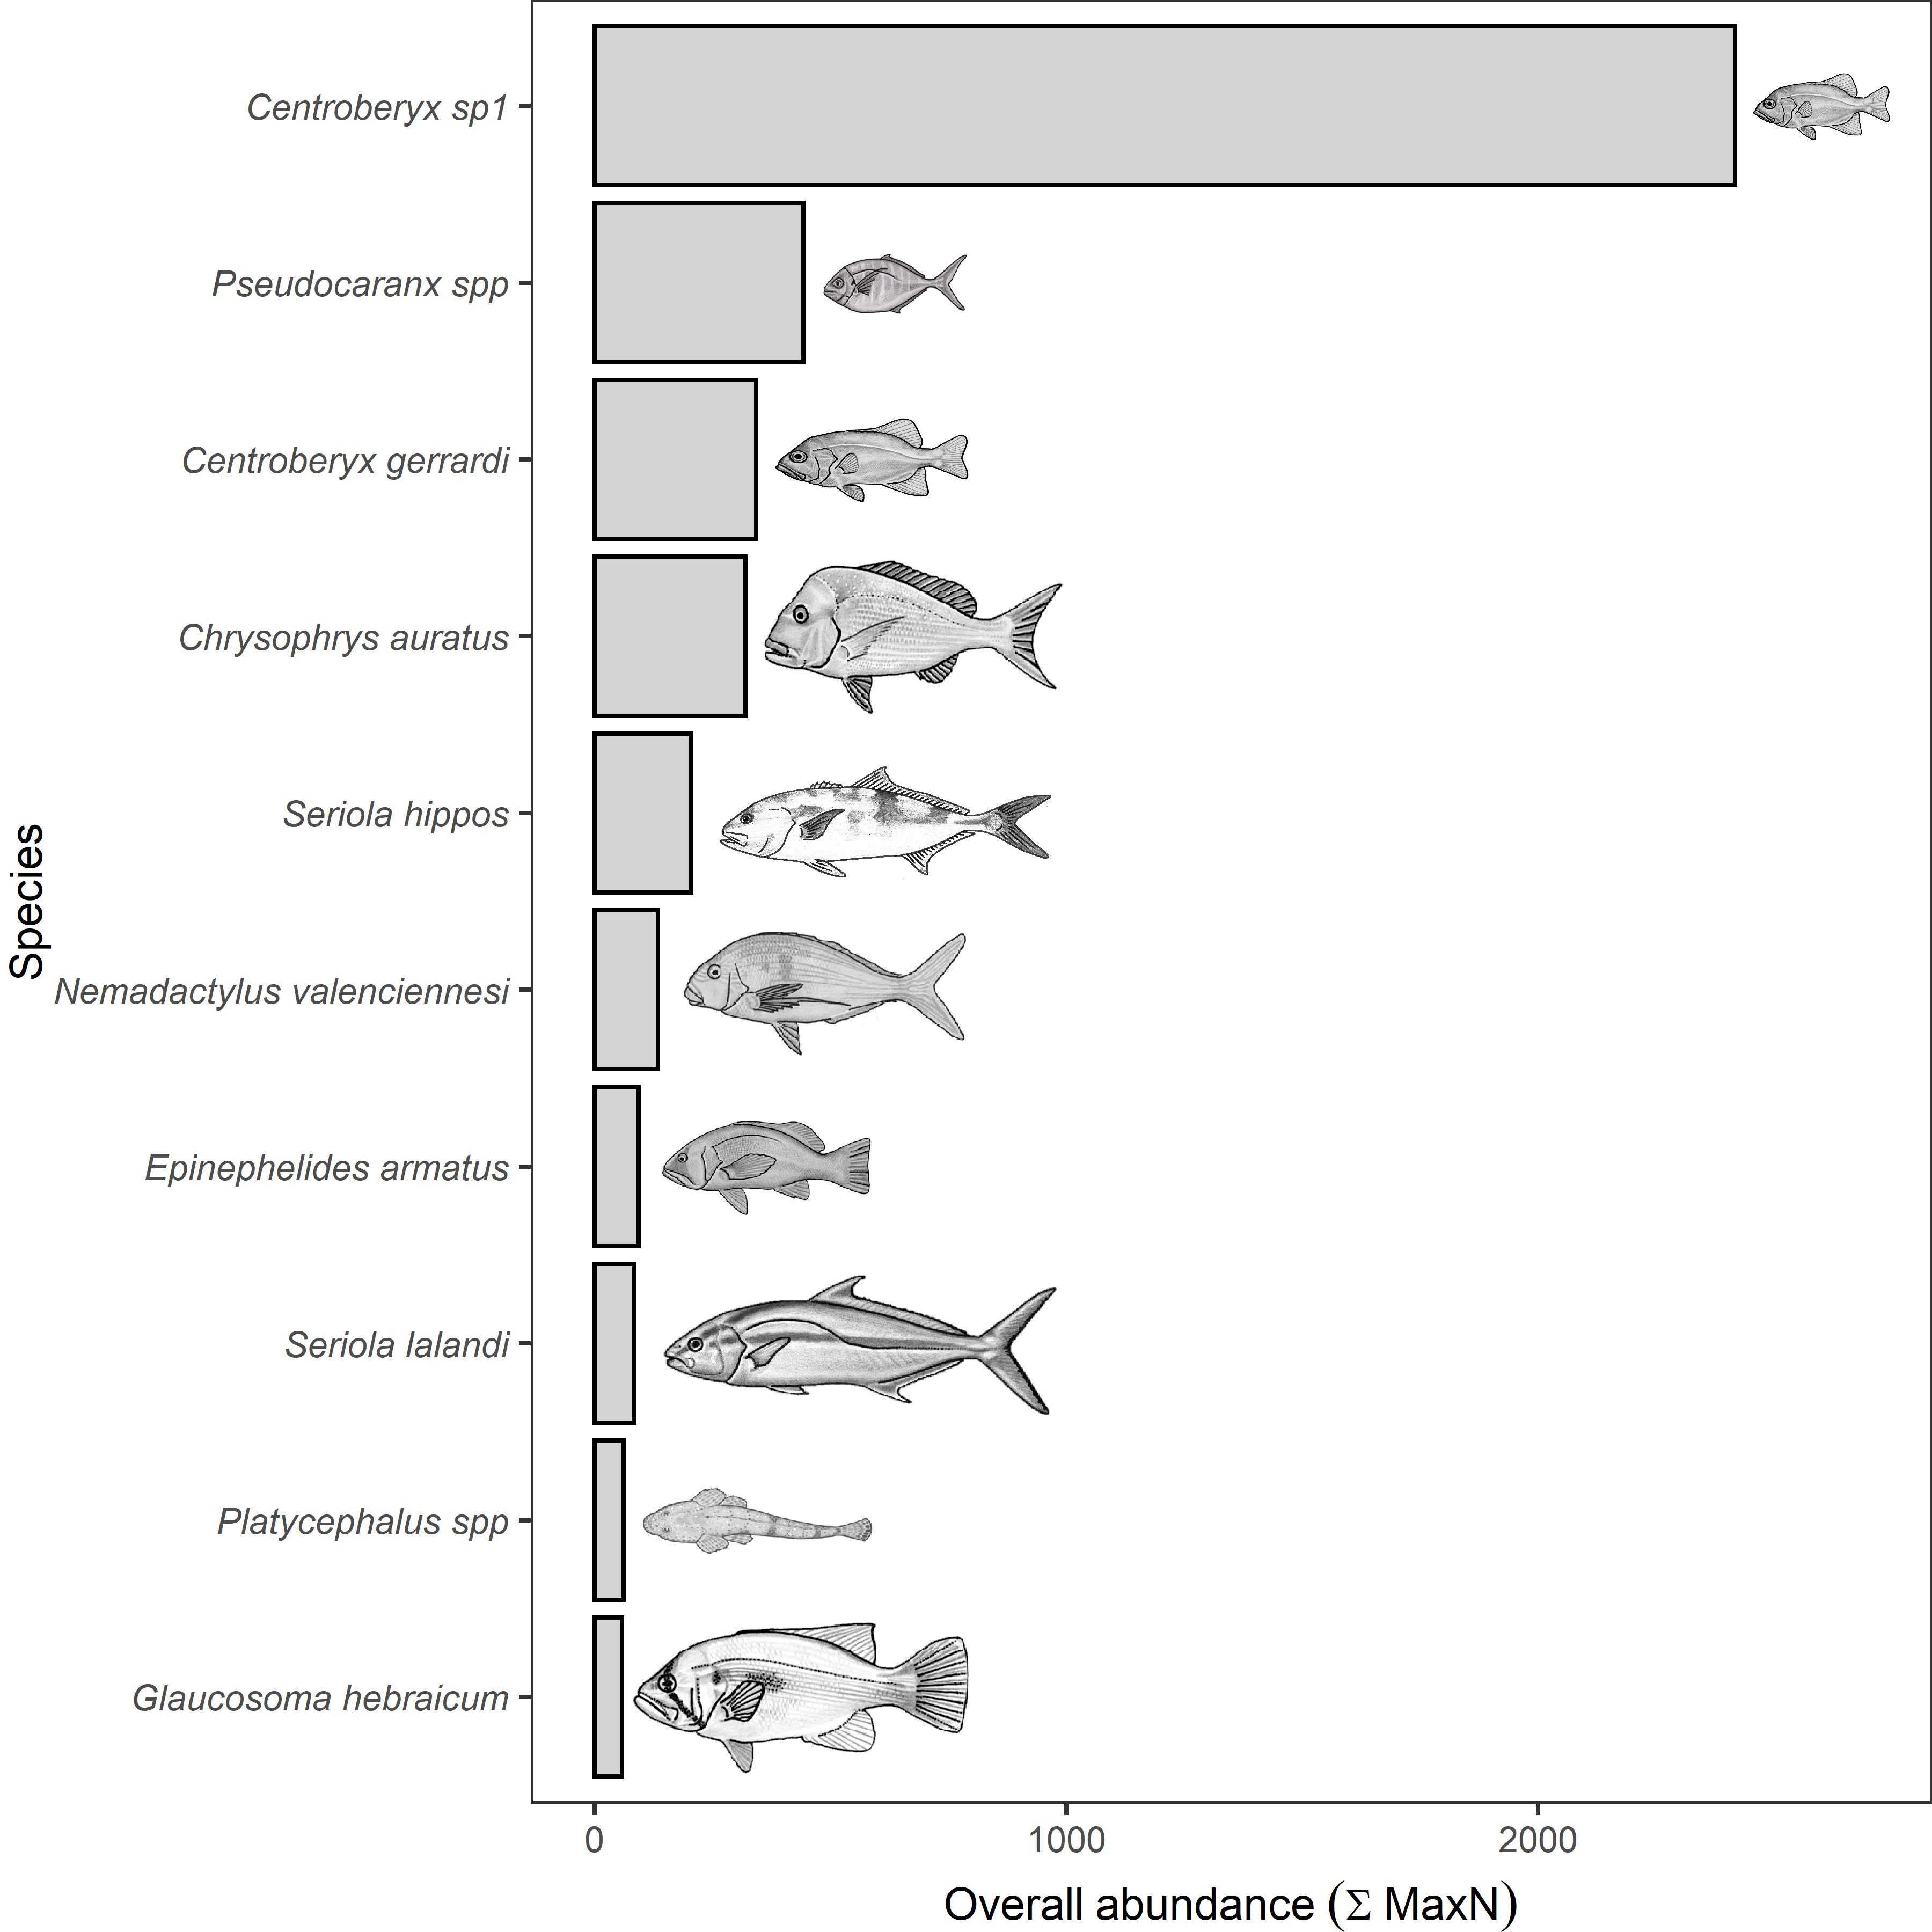 Centroberyx sp1
Pseudocaranx spp
Centroberyx gerrardi
Chrysophrys auratus
Seriola hippos
Species
Nemadactylus valenciennesi
Epinephelides armatus
Seriola lalandi
Platycephalus spp
Glaucosoma hebraicum
0 1000 2000
Overall abundance (Σ MaxN)